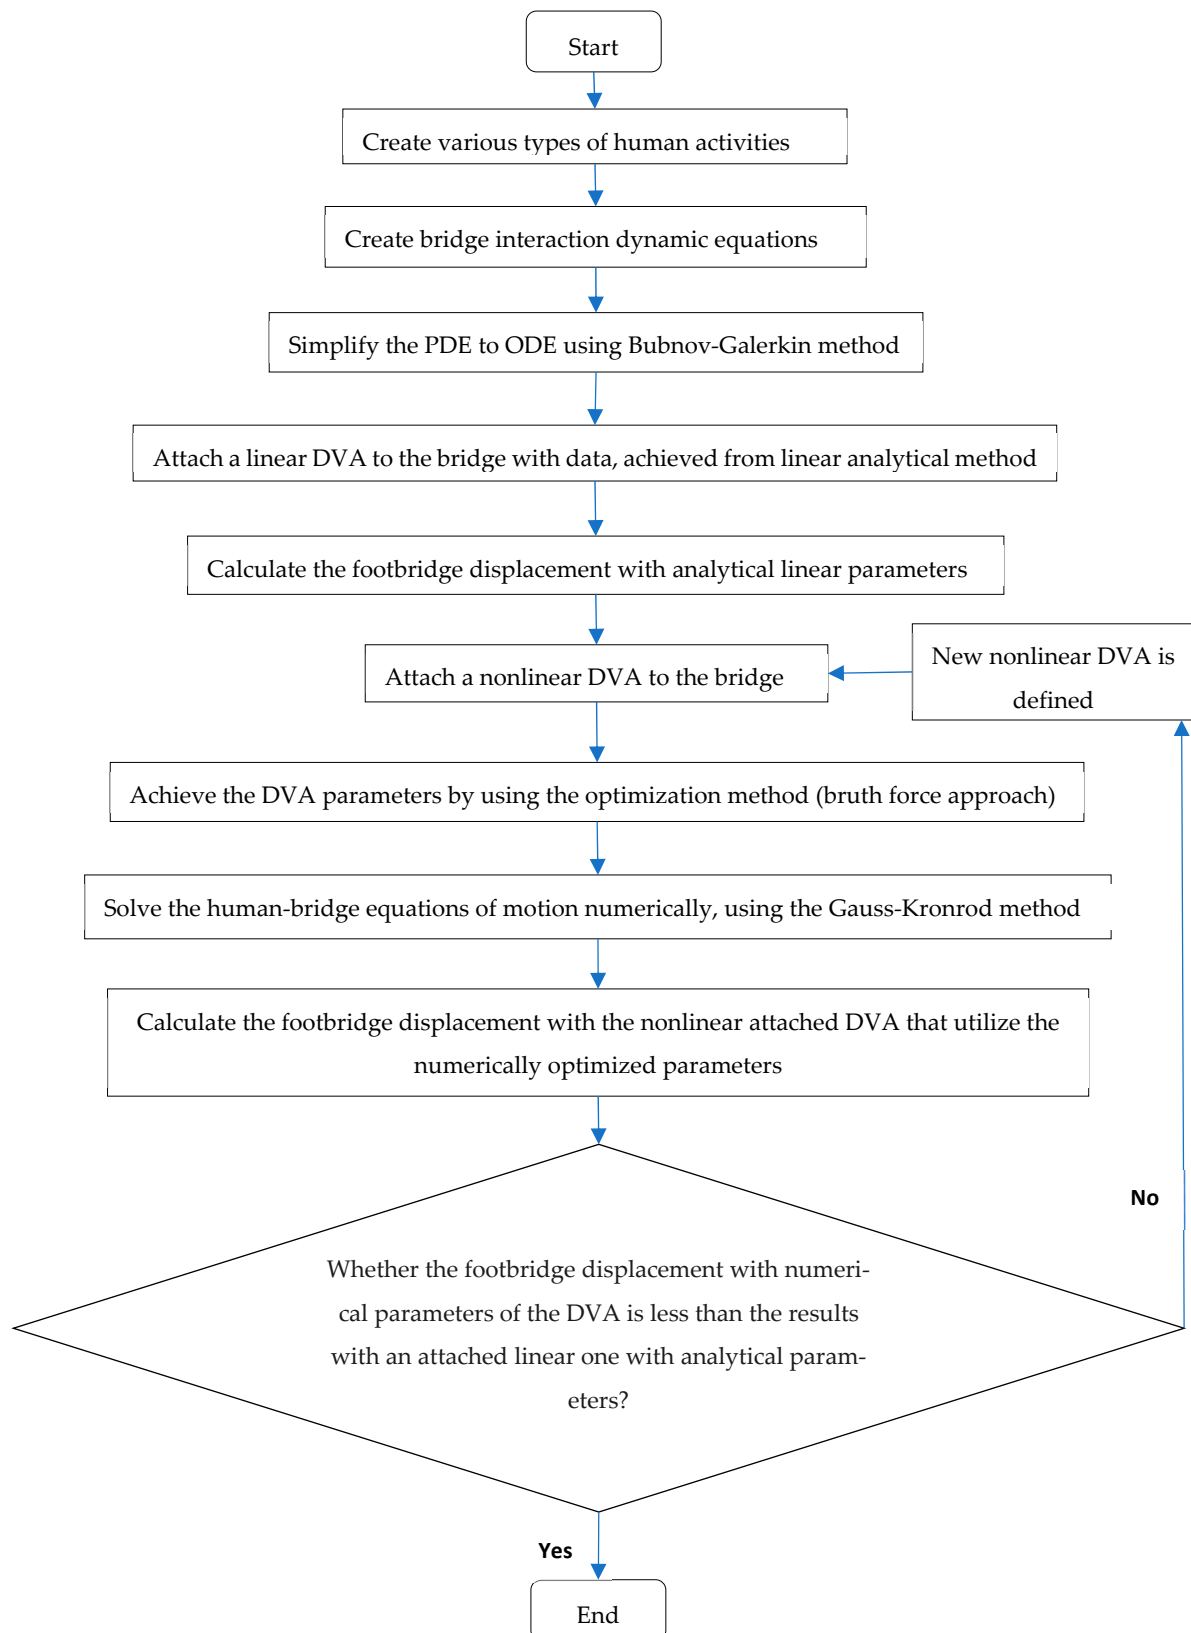 Start
Create various types of human activities
Create bridge interaction dynamic equations
Simplify the PDE to ODE using Bubnov-Galerkin method
Attach a linear DVA to the bridge with data, achieved from linear analytical method
Calculate the footbridge displacement with analytical linear parameters
Attach a nonlinear DVA to the bridge
New nonlinear DVA is
defined
Achieve the DVA parameters by using the optimization method (bruth force approach)
Solve the human-bridge equations of motion numerically, using the Gauss-Kronrod method
Calculate the footbridge displacement with the nonlinear attached DVA that utilize the
numerically optimized parameters
No
Whether the footbridge displacement with numeri-
cal parameters of the DVA is less than the results
with an attached linear one with analytical param-
eters?
Yes
End